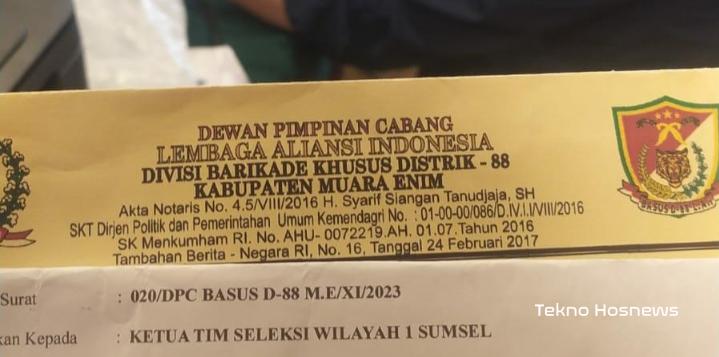 DEWAN PIMPINAN CABANG
LEMBAGA ALIANSI INDONESIA
DIVISI BARIKADE KHUSUS DISTRIK - 88
KABUPATEN MUARA ENIM
Akta Notaris No. 4.5/VIII/2016 H. Syarif Siangan Tanudjaja, SH
SKT Dirjen Politik dan Pemerintahan Umum Kemendagri No. : 01-00-00/086/D.IV.I.I/VIII/2016
SK Menkumham RI. No. AHU- 0072219.AH. 01.07.Tahun 2016
Tambahan Berita - Negara RI, No. 16, Tanggal 24 Februari 2017
BASUS D-88 LIAR
Surat : 020/DPC BASUS D-88 M.E/XI/2023
kan Kepada : KETUA TIM SELEKSI WILAYAH 1 SUMSEL
Tekno Hosnews